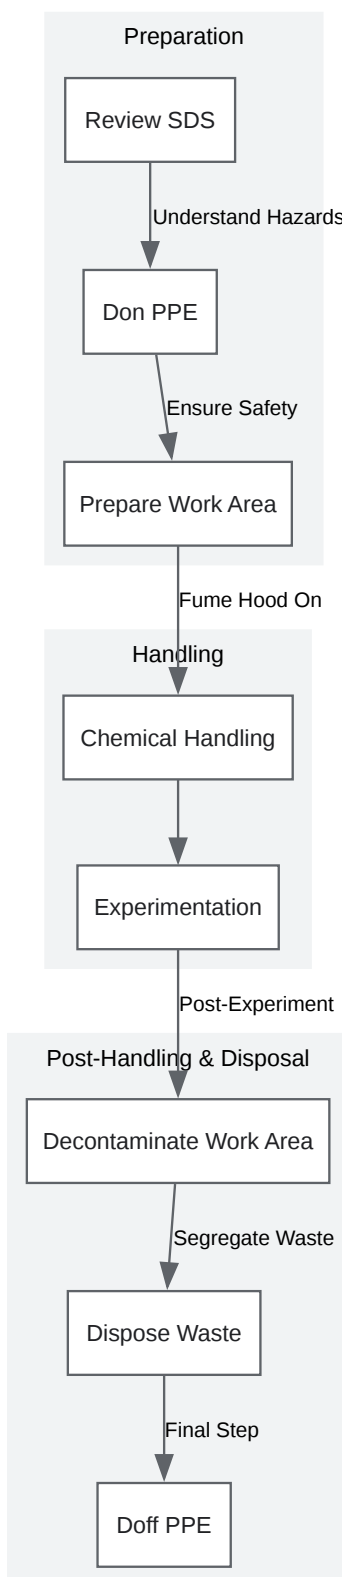 Preparation
Review SDS
Understand Hazards
Don PPE
Ensure Safety
Prepare Work Area
Fume Hood On
Handling
Chemical Handling
Experimentation
Post-Experiment
Post-Handling & Disposal
Decontaminate Work Area
Segregate Waste
Dispose Waste
Final Step
Doff PPE